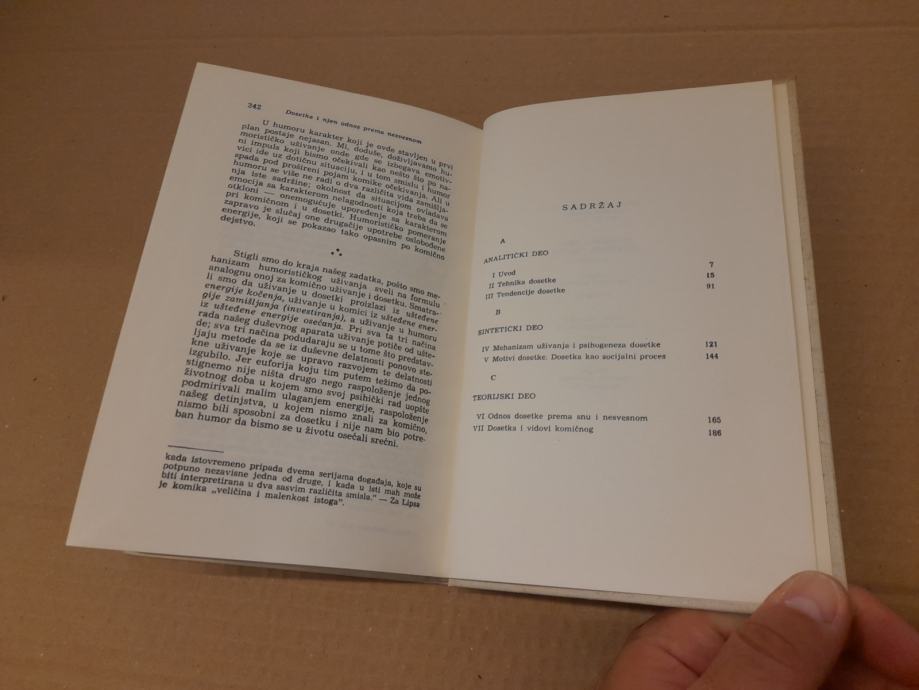 242 Dosetka i njen odnos prema nesvesnom
U humoru karakter koji je ovde stavljen u prvi
plan postaje nejasan. Mi, doduše, doživljavamo hu-
morističko uživanje onde gde se izbegava emotiv-
ni impuls koji bismo očekivali kao nešto što po na-
vici ide uz dotičnu situaciju, i u tom smislu i humor
spada pod prošireni pojam komike očekivanja. Ali u
humoru se više ne radi o dva različita vida zamišlja-
nja iste sadržine; okolnost da situacijom ovladava
emocija sa karakterom nelagodnosti koja treba da se
otkloni — onemogućuje upoređenje sa karakterom
pri komičnom i u dosetki. Humorističko pomeranje
zapravo je slučaj one drugačije upotrebe oslobođene
energije, koji se pokazao tako opasnim po komično
dejstvo.
Stigli smo do kraja našeg zadatka, pošto smo me-
hanizam humorističkog uživanja sveli na formulu
analognu onoj za komično uživanje i dosetku. Smatra-
li smo da uživanje u dosetki proizlazi iz uštede
energije kočenja, uživanje u komici iz uštedene ener-
gije zamišljanja (investiranja), a uživanje u humoru
iz uštedene energije osećanja. Pri sva ta tri načina
rada našeg duševnog aparata uživanje potiče od ušte-
de; sva tri načina podudaraju se u tome što predstav-
ljaju metode da se iz duševne delatnosti ponovo ste-
kne uživanje koje se upravo razvojem te delatnosti
izgubilo. Jer euforija koju tim putem težimo da po-
stignemo nije ništa drugo nego raspoloženje jednog
životnog doba u kojem smo svoj psihički rad uopšte
podmirivali malim ulaganjem energije, raspoloženje
našeg detinjstva, u kojem nismo znali za komično,
nismo bili sposobni za dosetku i nije nam bio potre-
ban humor da bismo se u životu osećali srećni.
kada istovremeno pripada dvema serijama događaja, koje su
potpuno nezavisne jedna od druge, i kada u isti mah može
biti interpretirana u dva sasvim različita smisla.” — Za Lipsa
je komika „veličina i malenkost istoga”.
SADRŽAJ
A
ANALITIČKI DEO
I Uvod 7
II Tehnika dosetke 15
III Tendencije dosetke 91
B
SINTETIČKI DEO
IV Mehanizam uživanja i psihogeneza dosetke 121
V Motivi dosetke. Dosetka kao socijalni proces 144
C
TEORIJSKI DEO
VI Odnos dosetke prema snu i nesvesnom 165
VII Dosetka i vidovi komičnog 186